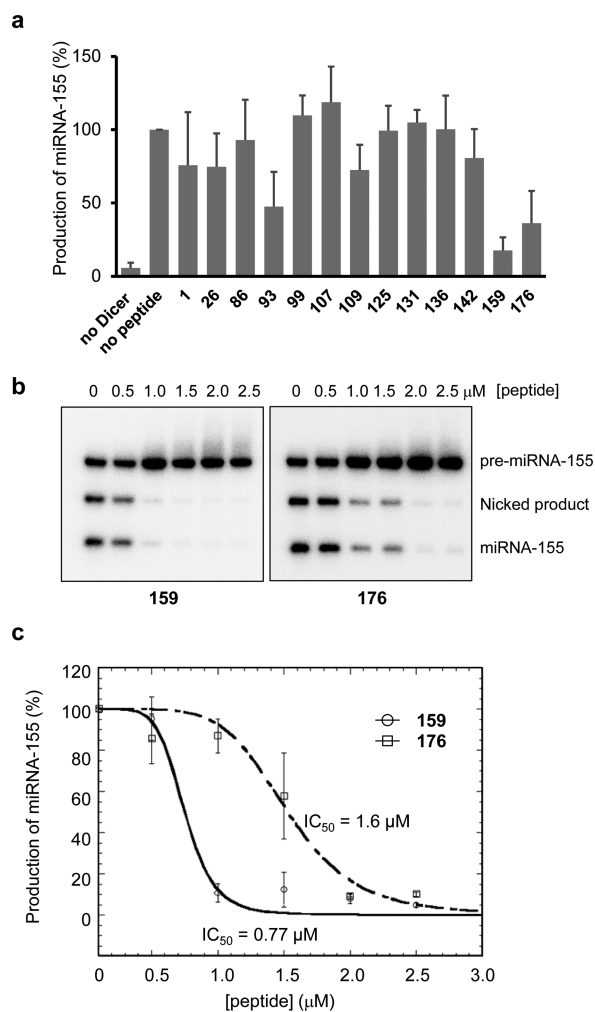 a
Production of miRNA-155 (%)
150
100
50
0
no Dicer
no peptide
1
26
86
93
99
107
109
125
131
136
142
159
176
b
0 0.5 1.0 1.5 2.0 2.5 0 0.5 1.0 1.5 2.0 2.5 μM [peptide]
pre-miRNA-155
Nicked product
miRNA-155
159 176
c
Production of miRNA-155 (%)
120
100
80
60
40
20
0
159
176
IC50 = 1.6 μM
IC50 = 0.77 μM
0 0.5 1.0 1.5 2.0 2.5 3.0
[peptide] (μM)